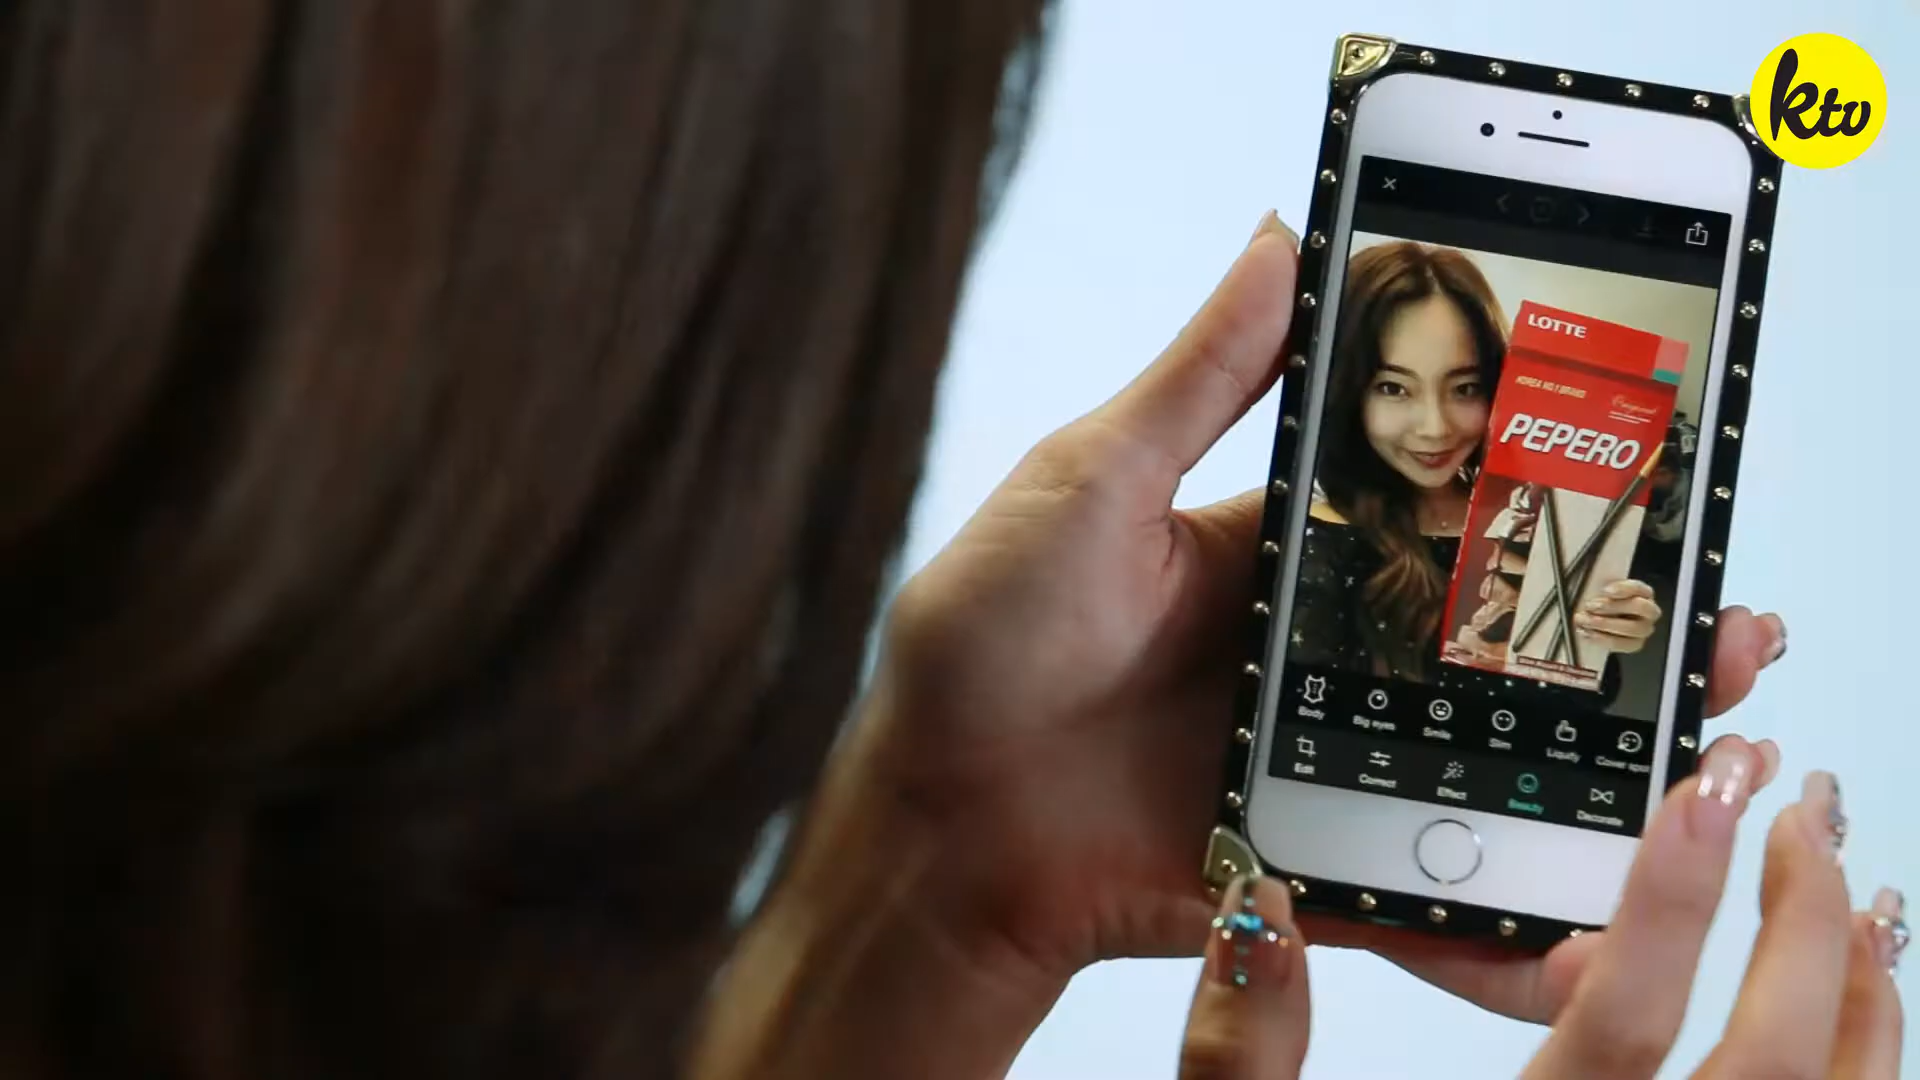 ktv
LOTTE
KOREA NO.1 BRAND
Original
PEPERO
Body
Big eyes
Smile
Slim
Liquify
Cover spot
Edit
Correct
Effect
Beauty
Decorate